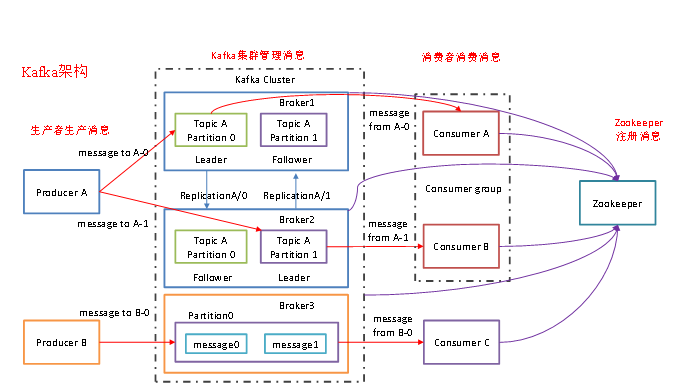 Kafka集群管理消息
消费者消费消息
Kafka架构
Kafka Cluster
Broker1
Topic A
Partition 0
Topic A
Partition 1
Leader
Follower
message
from A-0
Consumer A
Zookeeper
注册消息
生产者生产消息
message to A-0
Producer A
ReplicationA/0
ReplicationA/1
Consumer group
Zookeeper
message to A-1
Broker2
Topic A
Partition 0
Topic A
Partition 1
Follower
Leader
message
from A-1
Consumer B
message to B-0
Broker3
Partition0
message0
message1
Producer B
message
from B-0
Consumer C